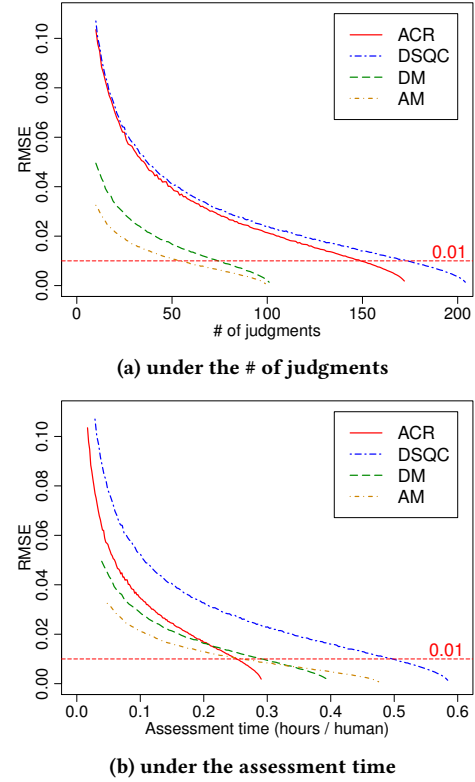 RMSE
0.00 0.02 0.04 0.06 0.08 0.10
ACR
DSQC
DM
AM
0.01
0 50 100 150 200
# of judgments
(a) under the # of judgments
RMSE
0.00 0.02 0.04 0.06 0.08 0.10
ACR
DSQC
DM
AM
0.01
0.0 0.1 0.2 0.3 0.4 0.5 0.6
Assessment time (hours / human)
(b) under the assessment time